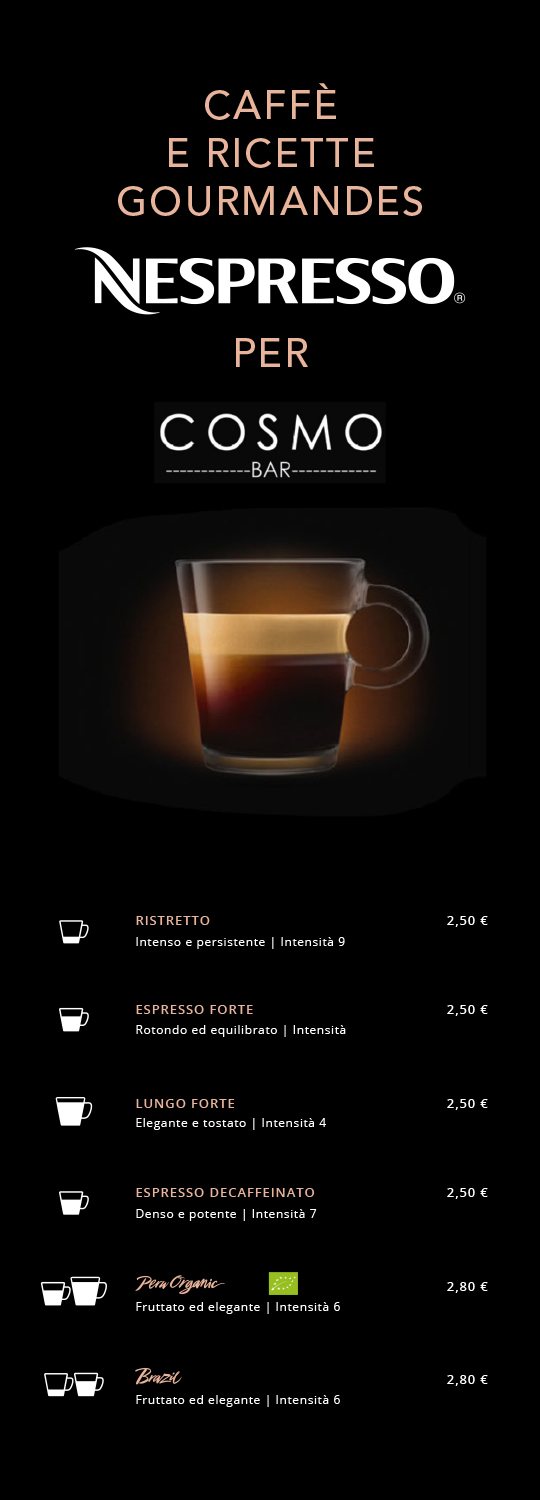 CAFFÈ
E RICETTE
GOURMANDES
NESPRESSO®
PER
COSMO
------------BAR------------
RISTRETTO 2,50 €
Intenso e persistente | Intensità 9
ESPRESSO FORTE 2,50 €
Rotondo ed equilibrato | Intensità
LUNGO FORTE 2,50 €
Elegante e tostato | Intensità 4
ESPRESSO DECAFFEINATO 2,50 €
Denso e potente | Intensità 7
Peru Organic 2,80 €
Fruttato ed elegante | Intensità 6
Brazil 2,80 €
Fruttato ed elegante | Intensità 6